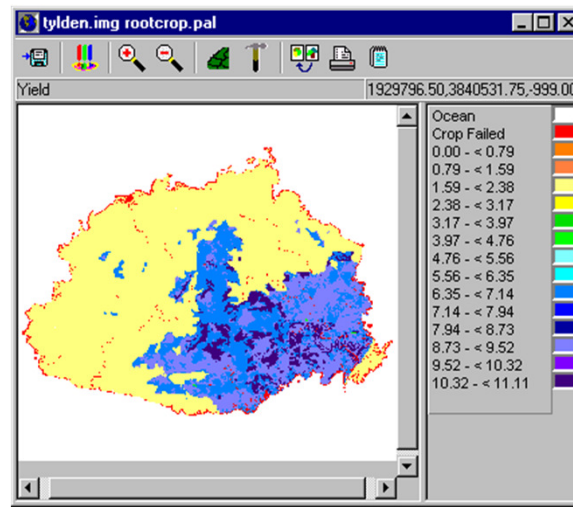 tylden.img rootcrop.pal
Yield 1929796.50,3840531.75,-999.00
Ocean
Crop Failed
0.00 - < 0.79
0.79 - < 1.59
1.59 - < 2.38
2.38 - < 3.17
3.17 - < 3.97
3.97 - < 4.76
4.76 - < 5.56
5.56 - < 6.35
6.35 - < 7.14
7.14 - < 7.94
7.94 - < 8.73
8.73 - < 9.52
9.52 - < 10.32
10.32 - < 11.11